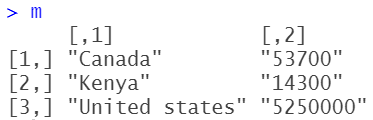 > m
     [,1]            [,2]
[1,] "Canada"        "53700"
[2,] "Kenya"         "14300"
[3,] "United states" "5250000"